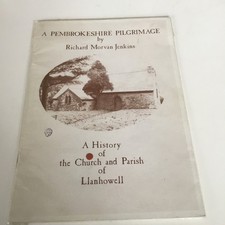 A PEMBROKESHIRE PILGRIMAGE
by
Richard Morvan Jenkins
A History
of
the Church and Parish
of
Llanhowell